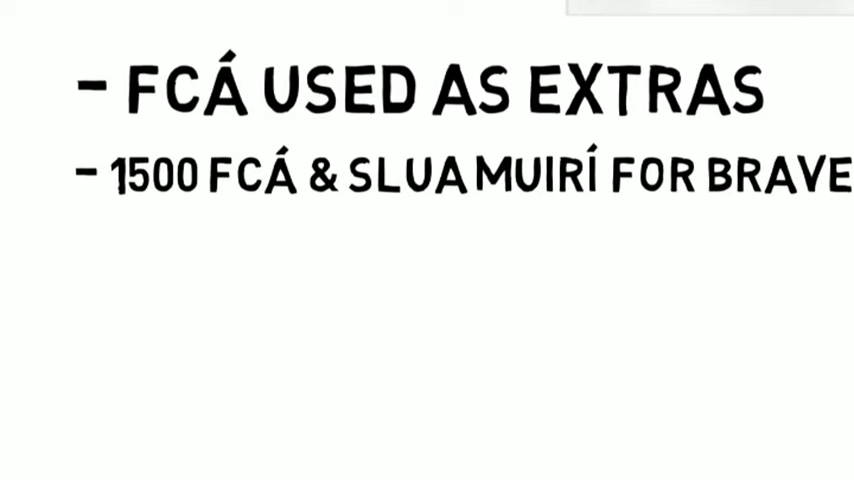 - FCÁ USED AS EXTRAS
- 1500 FCÁ & SLUA MUIRÍ FOR BRAVE